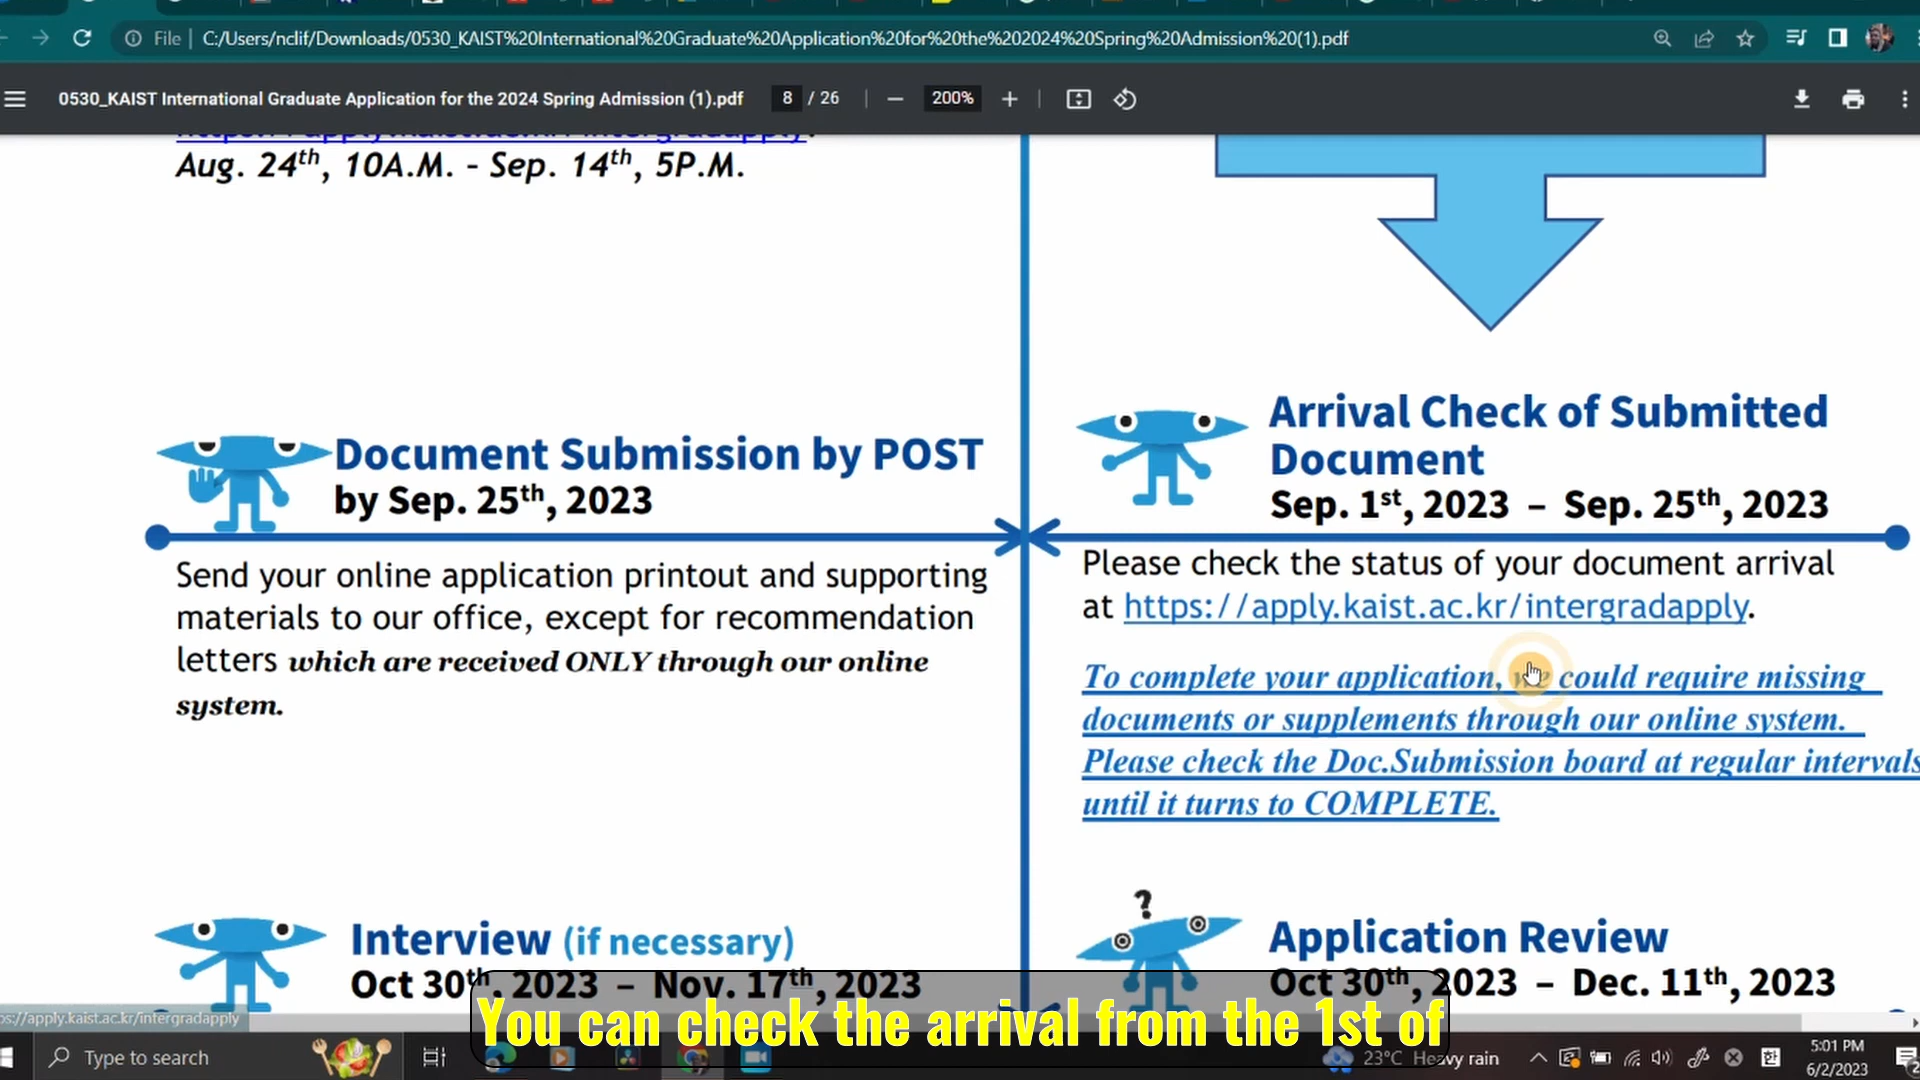 File
C:/Users/nclif/Downloads/0530_KAIST%20International%20Graduate%20Application%20for%20the%202024%20Spring%20Admission%20(1).pdf
0530_KAIST International Graduate Application for the 2024 Spring Admission (1).pdf
8 / 26
200%
Aug. 24th, 10A.M. – Sep. 14th, 5P.M.
Document Submission by POST
by Sep. 25th, 2023
Send your online application printout and supporting
materials to our office, except for recommendation
letters which are received ONLY through our online
system.
Arrival Check of Submitted
Document
Sep. 1st, 2023 – Sep. 25th, 2023
Please check the status of your document arrival
at https://apply.kaist.ac.kr/intergradapply.
To complete your application, we could require missing
documents or supplements through our online system.
Please check the Doc.Submission board at regular intervals
until it turns to COMPLETE.
Interview (if necessary)
Oct 30th, 2023 – Nov. 17th, 2023
?
Application Review
Oct 30th, 2023 – Dec. 11th, 2023
ps://apply.kaist.ac.kr/intergradapply
You can check the arrival from the 1st of
Type to search
23°C Heavy rain
한
5:01 PM
6/2/2023
2